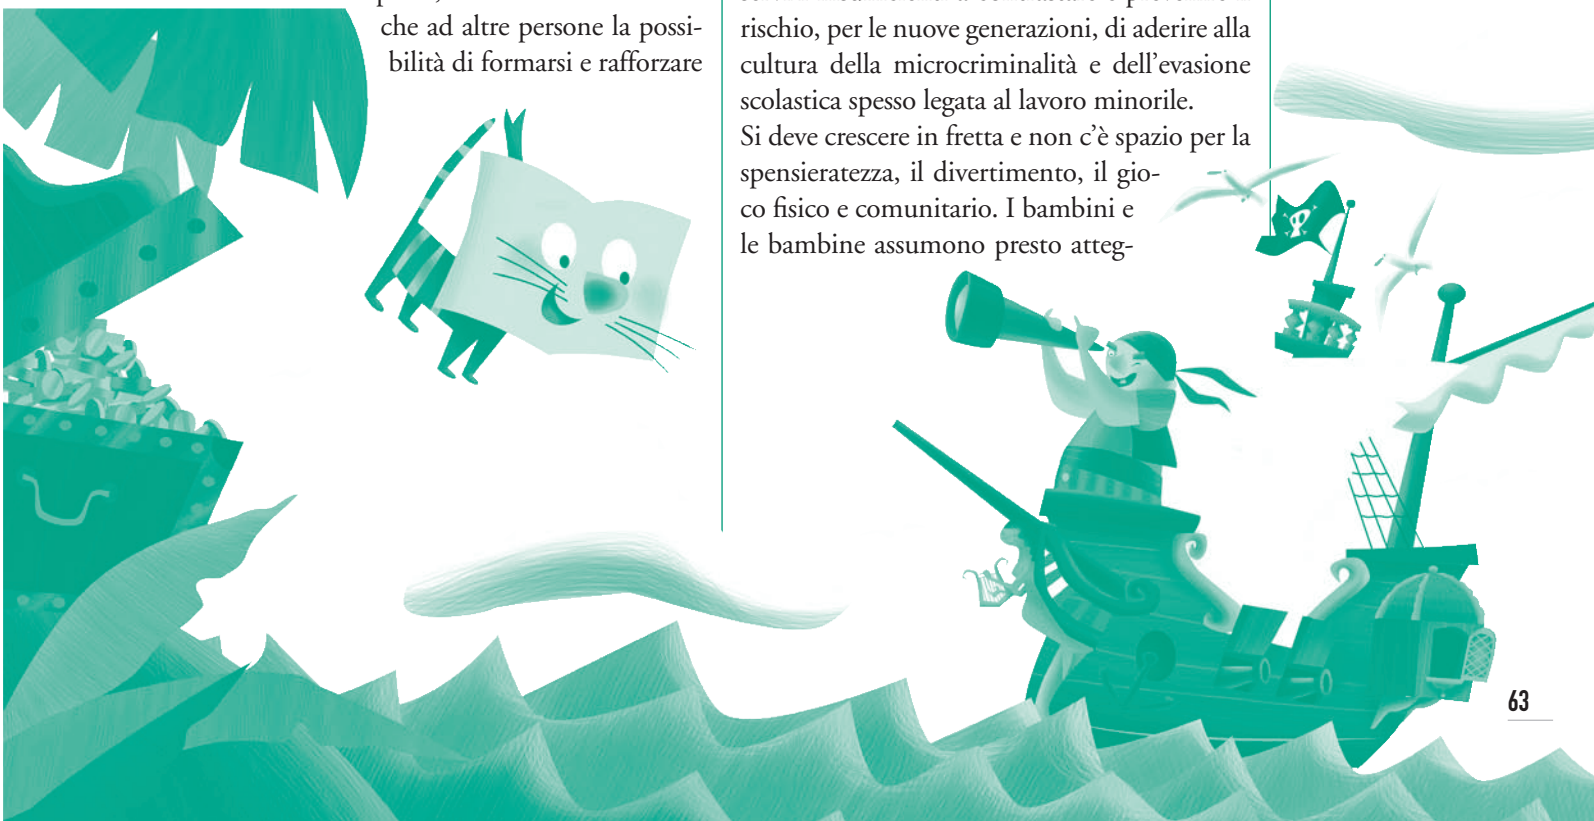 che ad altre persone la possi-
bilità di formarsi e rafforzare
rischio, per le nuove generazioni, di aderire alla
cultura della microcriminalità e dell’evasione
scolastica spesso legata al lavoro minorile.
Si deve crescere in fretta e non c’è spazio per la
spensieratezza, il divertimento, il gio-
co fisico e comunitario. I bambini e
le bambine assumono presto atteg-
63